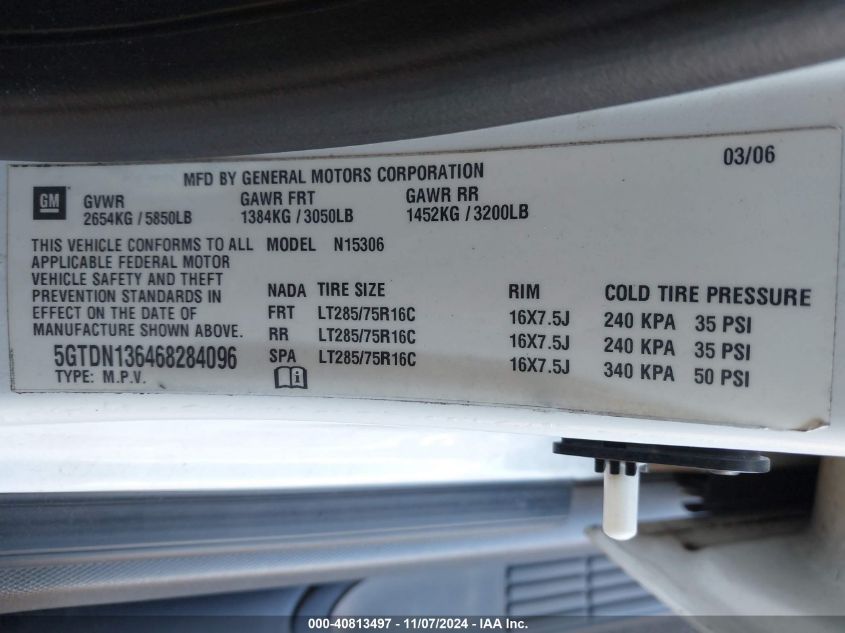 MFD BY GENERAL MOTORS CORPORATION 03/06
GM
GVWR GAWR FRT GAWR RR
2654KG / 5850LB 1384KG / 3050LB 1452KG / 3200LB
THIS VEHICLE CONFORMS TO ALL
APPLICABLE FEDERAL MOTOR
VEHICLE SAFETY AND THEFT
PREVENTION STANDARDS IN
EFFECT ON THE DATE OF
MANUFACTURE SHOWN ABOVE.
5GTDN136468284096
TYPE: M.P.V.
MODEL N15306
NADA TIRE SIZE RIM COLD TIRE PRESSURE
FRT LT285/75R16C 16X7.5J 240 KPA 35 PSI
RR LT285/75R16C 16X7.5J 240 KPA 35 PSI
SPA LT285/75R16C 16X7.5J 340 KPA 50 PSI
000-40813497 - 11/07/2024 - IAA Inc.